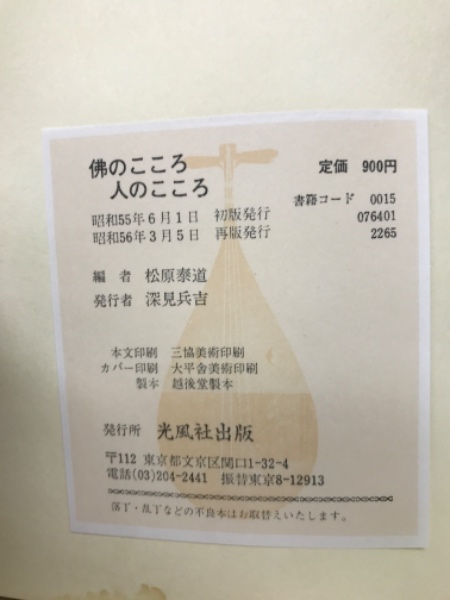 佛のこころ
人のこころ
定価 900円
書籍コード 0015
076401
2265
昭和55年6月1日 初版発行
昭和56年3月5日 再版発行
編者 松原泰道
発行者 深見兵吉
本文印刷 三協美術印刷
カバー印刷 大平舎美術印刷
製本 越後堂製本
発行所 光風社出版
〒112 東京都文京区関口1-32-4
電話(03)204-2441 振替東京8-12913
落丁・乱丁などの不良本はお取替えいたします。